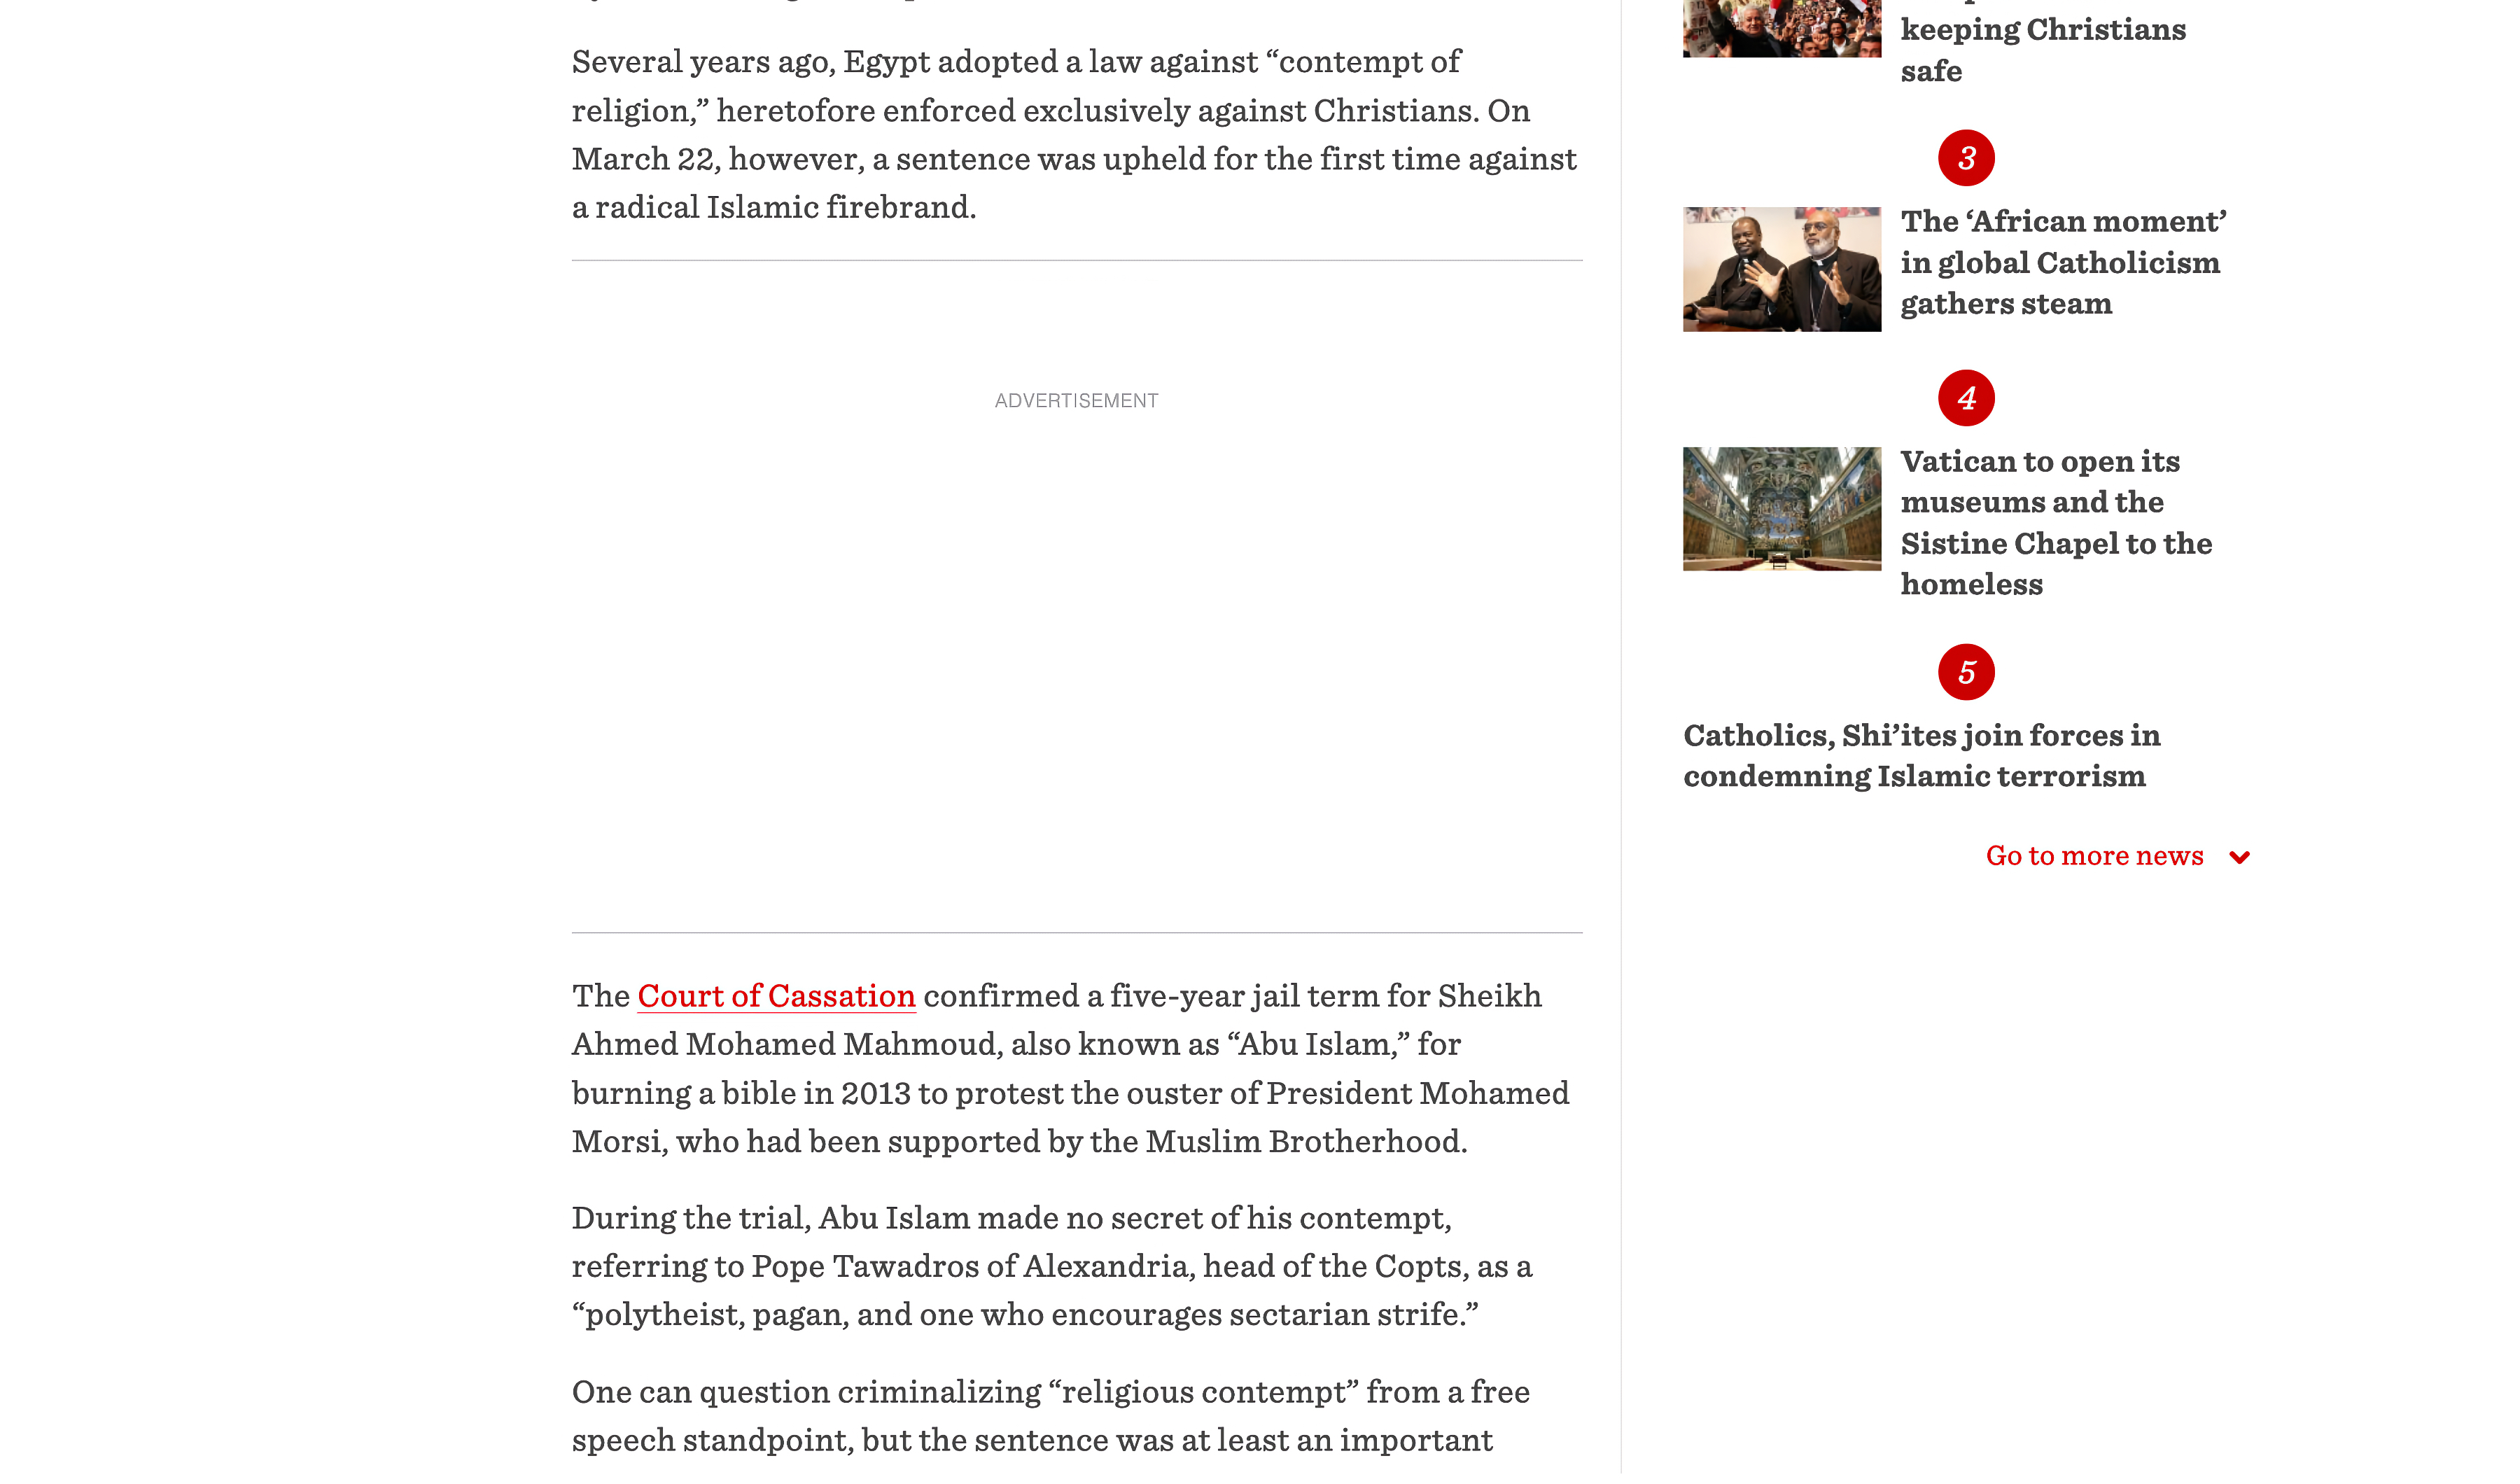 Several years ago, Egypt adopted a law against “contempt of
religion,” heretofore enforced exclusively against Christians. On
March 22, however, a sentence was upheld for the first time against
a radical Islamic firebrand.
ADVERTISEMENT
The Court of Cassation confirmed a five-year jail term for Sheikh
Ahmed Mohamed Mahmoud, also known as “Abu Islam,” for
burning a bible in 2013 to protest the ouster of President Mohamed
Morsi, who had been supported by the Muslim Brotherhood.
During the trial, Abu Islam made no secret of his contempt,
referring to Pope Tawadros of Alexandria, head of the Copts, as a
“polytheist, pagan, and one who encourages sectarian strife.”
One can question criminalizing “religious contempt” from a free
speech standpoint, but the sentence was at least an important
keeping Christians
safe
3
The ‘African moment’
in global Catholicism
gathers steam
4
Vatican to open its
museums and the
Sistine Chapel to the
homeless
5
Catholics, Shi’ites join forces in
condemning Islamic terrorism
Go to more news